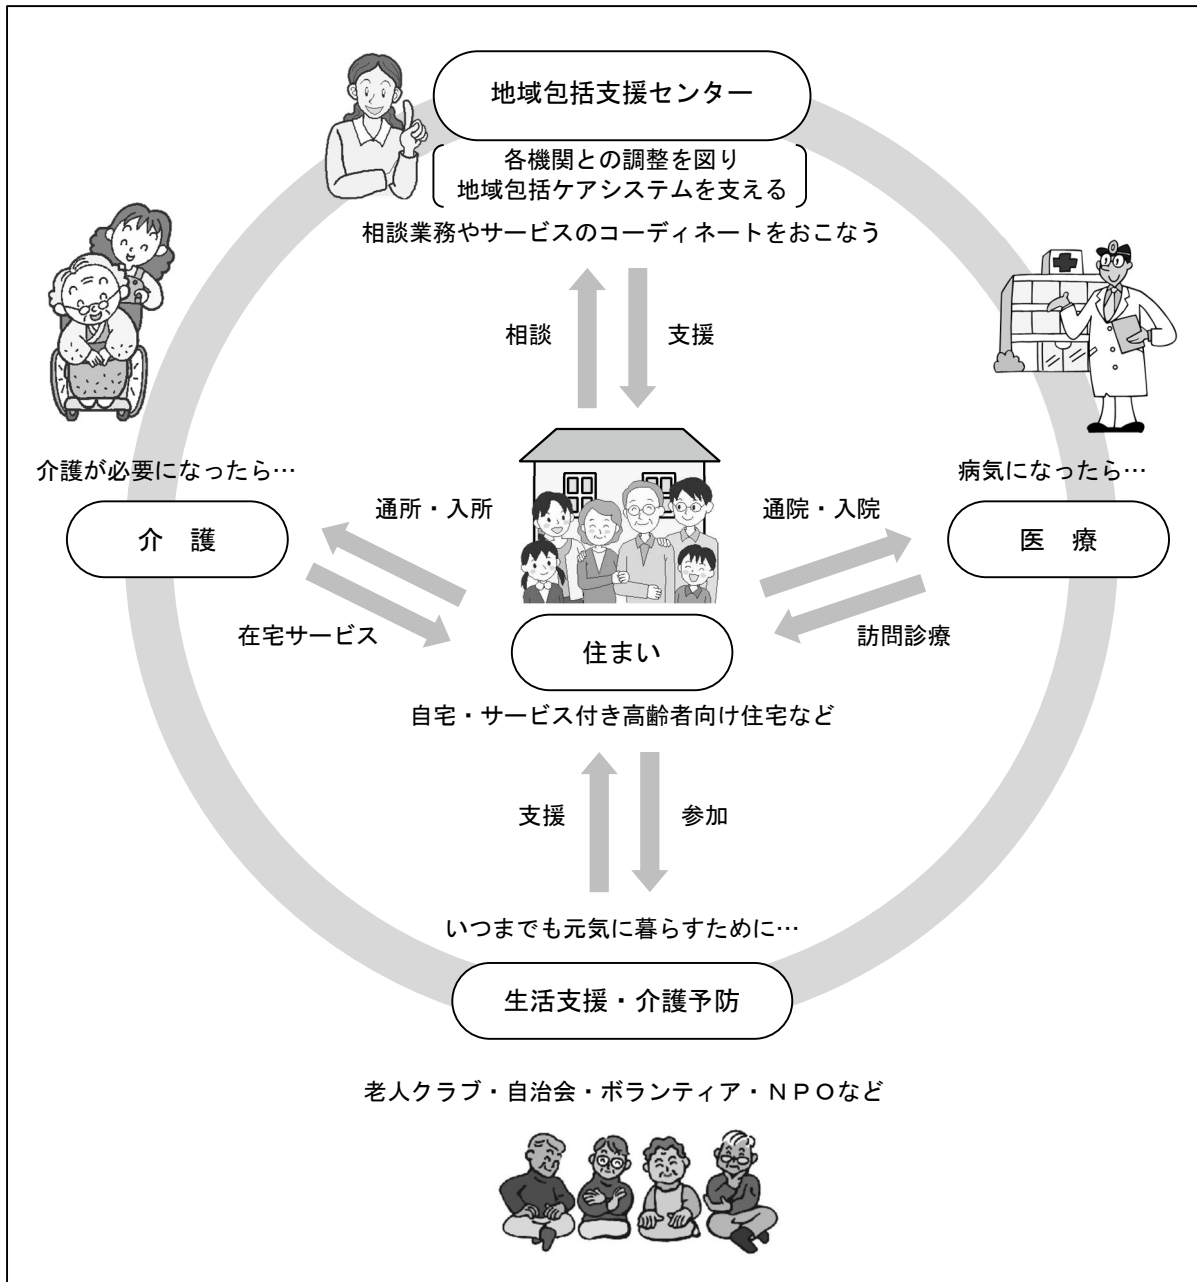 地域包括支援センター
各機関との調整を図り
地域包括ケアシステムを支える
相談業務やサービスのコーディネートをおこなう
相談
支援
介護が必要になったら…
病気になったら…
通所・入所
通院・入院
介 護
医 療
在宅サービス
訪問診療
住まい
自宅・サービス付き高齢者向け住宅など
支援
参加
いつまでも元気に暮らすために…
生活支援・介護予防
老人クラブ・自治会・ボランティア・ＮＰＯなど